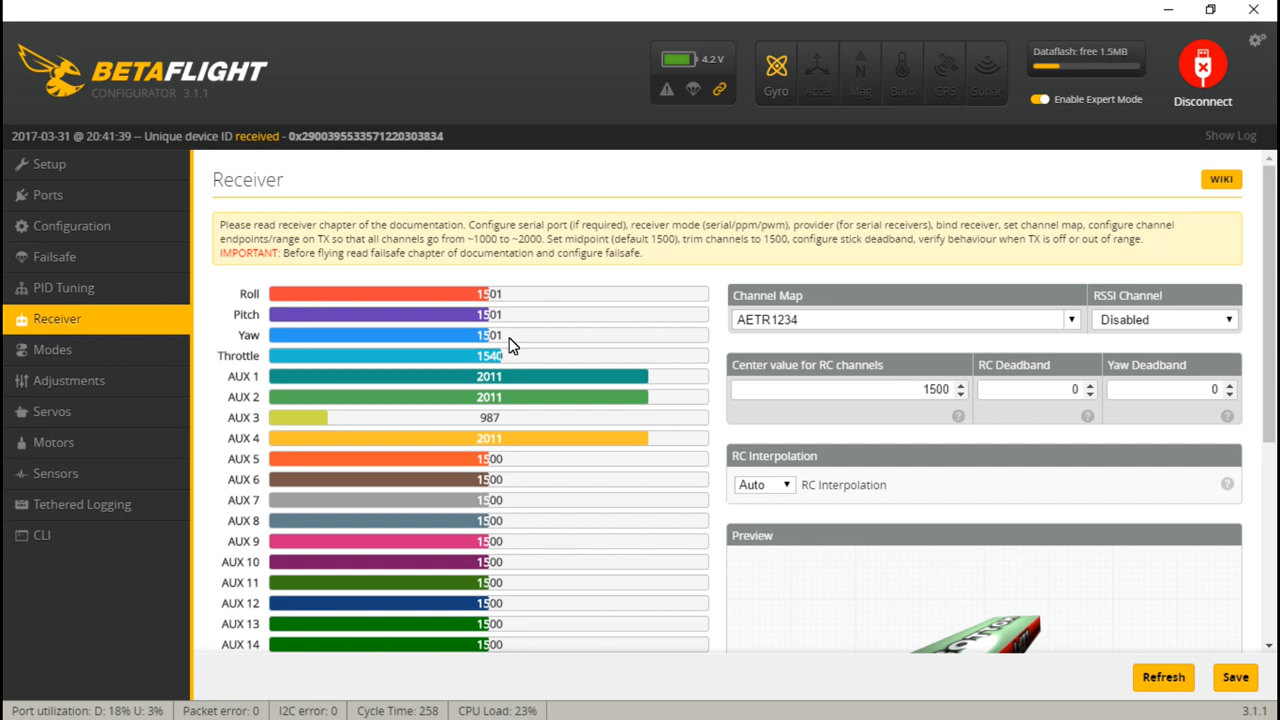 BETAFLIGHT
CONFIGURATOR 3.1.1
4.2 V
Gyro
Accel
Mag
Baro
GPS
Sonar
Dataflash: free 1.5MB
Enable Expert Mode
Disconnect
2017-03-31 @ 20:41:39 -- Unique device ID received - 0x2900395533571220303834
Show Log
Setup
Ports
Configuration
Failsafe
PID Tuning
Receiver
Modes
Adjustments
Servos
Motors
Sensors
Tethered Logging
CLI
Receiver
WIKI
Please read receiver chapter of the documentation. Configure serial port (if required), receiver mode (serial/ppm/pwm), provider (for serial receivers), bind receiver, set channel map, configure channel
endpoints/range on TX so that all channels go from ~1000 to ~2000. Set midpoint (default 1500), trim channels to 1500, configure stick deadband, verify behaviour when TX is off or out of range.
IMPORTANT: Before flying read failsafe chapter of documentation and configure failsafe.
Roll 1501
Pitch 1501
Yaw 1501
Throttle 1540
AUX 1 2011
AUX 2 2011
AUX 3 987
AUX 4 2011
AUX 5 1500
AUX 6 1500
AUX 7 1500
AUX 8 1500
AUX 9 1500
AUX 10 1500
AUX 11 1500
AUX 12 1500
AUX 13 1500
AUX 14 1500
Channel Map
RSSI Channel
AETR1234
Disabled
Center value for RC channels
RC Deadband
Yaw Deadband
1500
0
0
RC Interpolation
Auto RC Interpolation
Preview
Refresh
Save
Port utilization: D: 18% U: 3%
Packet error: 0
I2C error: 0
Cycle Time: 258
CPU Load: 23%
3.1.1